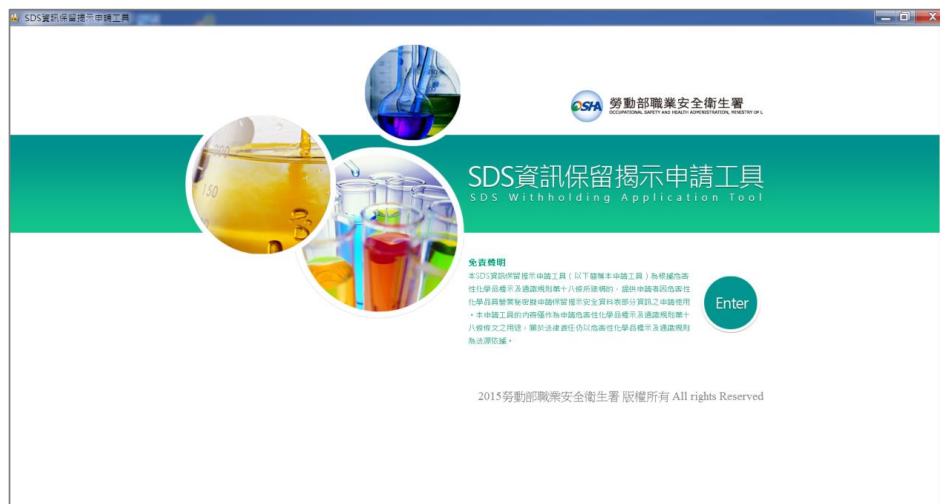 SDS資訊保留揭示申請工具
OSHA 勞動部職業安全衛生署
OCCUPATIONAL SAFETY AND HEALTH ADMINISTRATION, MINISTRY OF L
SDS資訊保留揭示申請工具
SDS Withholding Application Tool
200
150
免責聲明
本SDS資訊保留揭示申請工具(以下簡稱本申請工具)為根據危害
性化學品標示及通識規則第十八條所建構的,提供申請者因危害性
化學品具營業秘密擬申請保留揭示安全資料表部分資訊之申請使用
。本申請工具的內容僅作為申請危害性化學品標示及通識規則第十
八條條文之用途,關於法律責任仍以危害性化學品標示及通識規則
為法源依據。
Enter
2015勞動部職業安全衛生署 版權所有 All rights Reserved